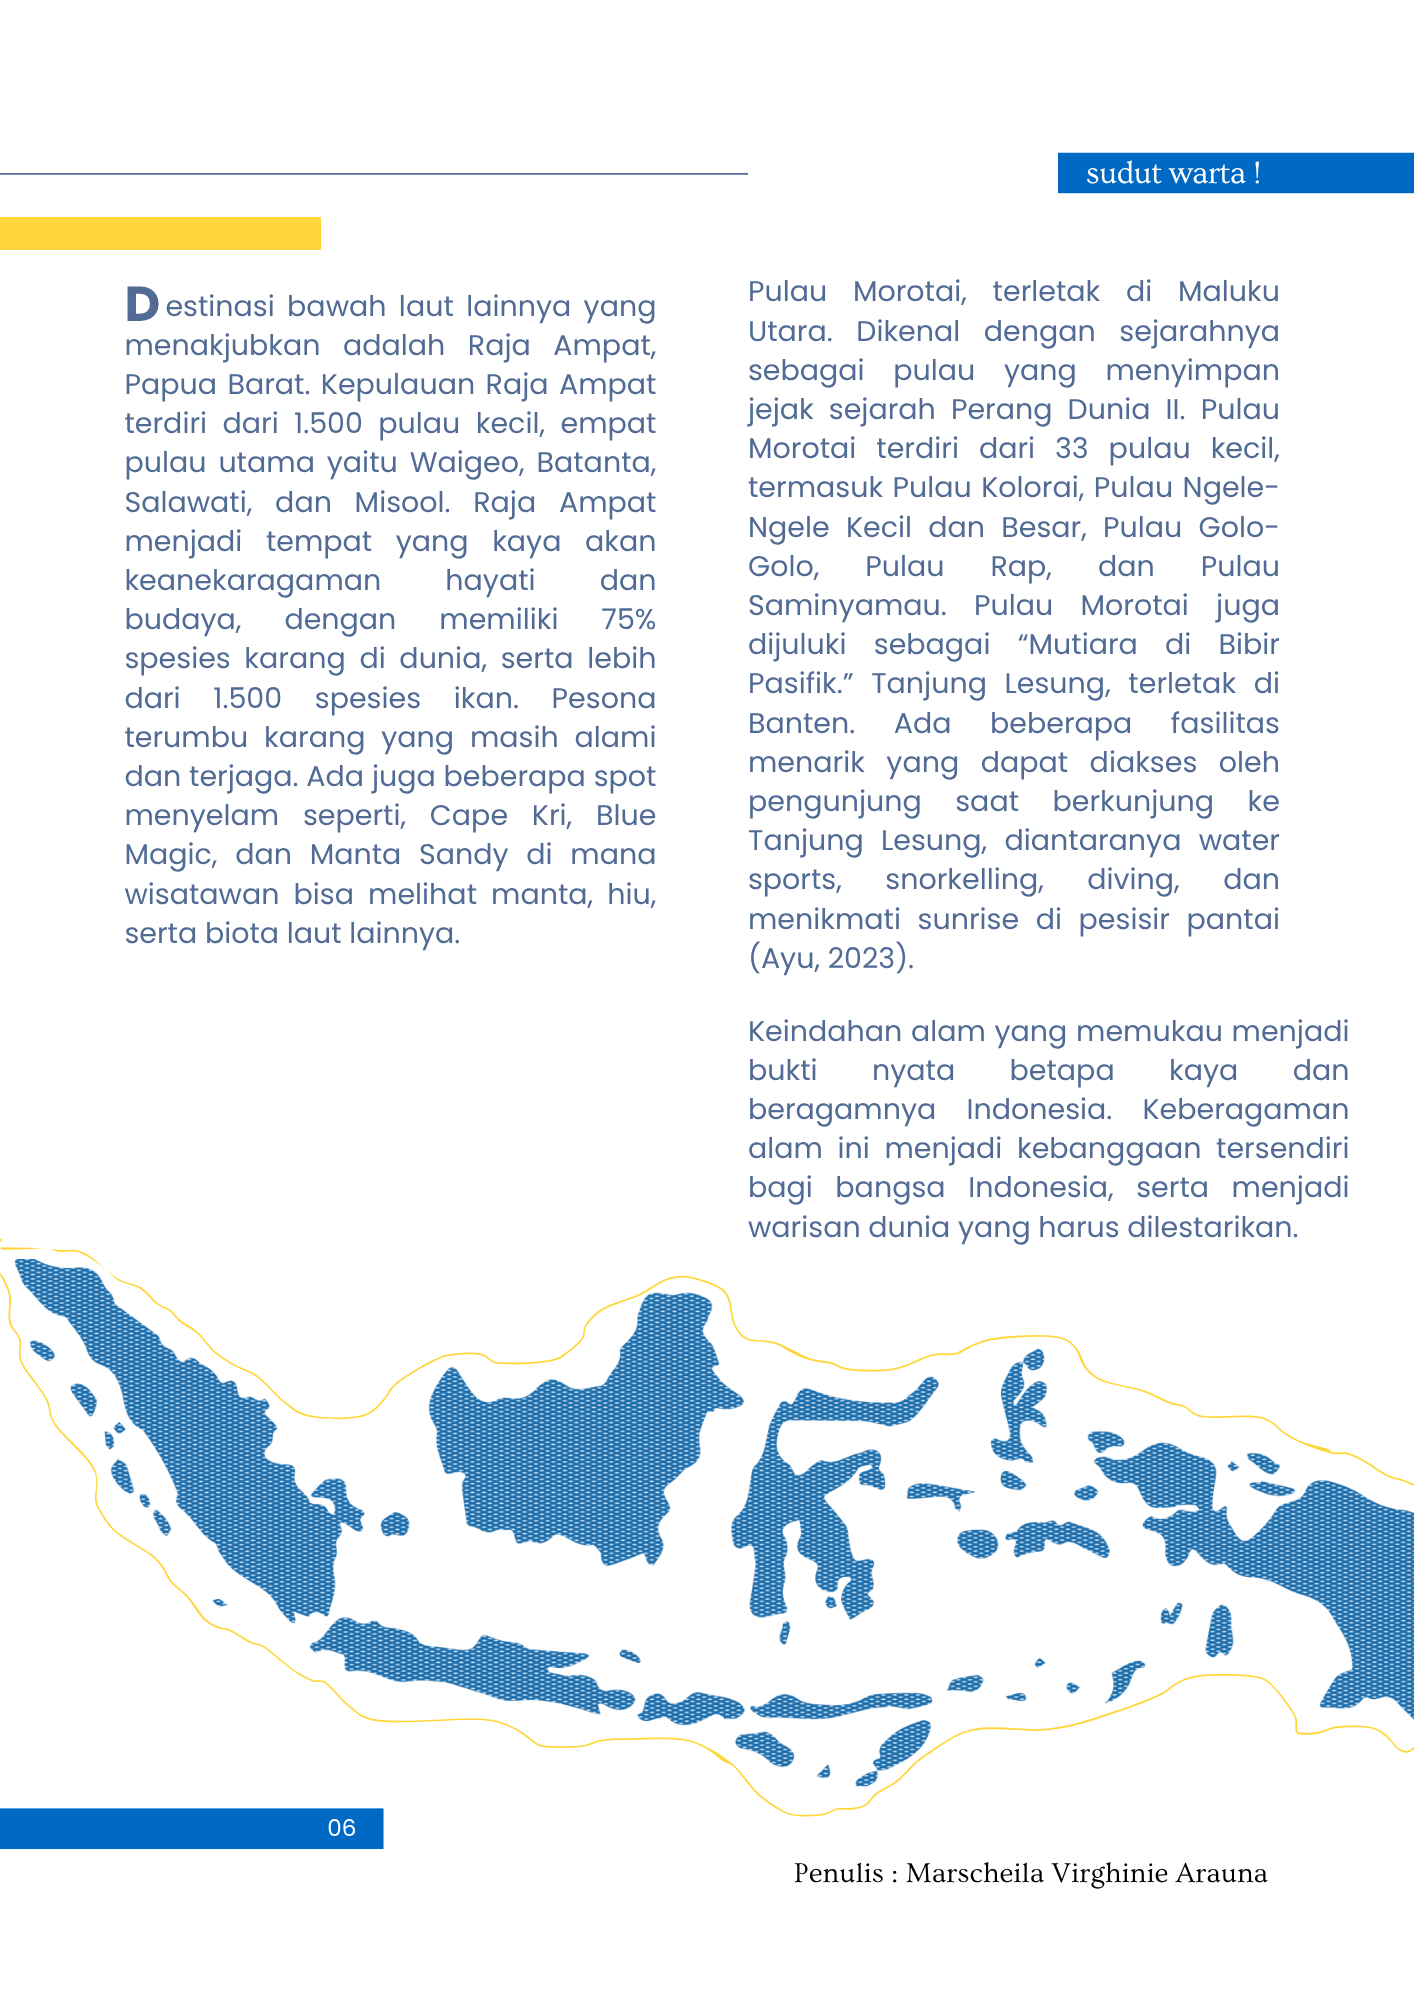 sudut warta !
Destinasi bawah laut lainnya yang
menakjubkan adalah Raja Ampat,
Papua Barat. Kepulauan Raja Ampat
terdiri dari 1.500 pulau kecil, empat
pulau utama yaitu Waigeo, Batanta,
Salawati, dan Misool. Raja Ampat
menjadi tempat yang kaya akan
keanekaragaman hayati dan
budaya, dengan memiliki 75%
spesies karang di dunia, serta lebih
dari 1.500 spesies ikan. Pesona
terumbu karang yang masih alami
dan terjaga. Ada juga beberapa spot
menyelam seperti, Cape Kri, Blue
Magic, dan Manta Sandy di mana
wisatawan bisa melihat manta, hiu,
serta biota laut lainnya.
Pulau Morotai, terletak di Maluku
Utara. Dikenal dengan sejarahnya
sebagai pulau yang menyimpan
jejak sejarah Perang Dunia II. Pulau
Morotai terdiri dari 33 pulau kecil,
termasuk Pulau Kolorai, Pulau Ngele-
Ngele Kecil dan Besar, Pulau Golo-
Golo, Pulau Rap, dan Pulau
Saminyamau. Pulau Morotai juga
dijuluki sebagai “Mutiara di Bibir
Pasifik.” Tanjung Lesung, terletak di
Banten. Ada beberapa fasilitas
menarik yang dapat diakses oleh
pengunjung saat berkunjung ke
Tanjung Lesung, diantaranya water
sports, snorkelling, diving, dan
menikmati sunrise di pesisir pantai
(Ayu, 2023).
Keindahan alam yang memukau menjadi
bukti nyata betapa kaya dan
beragamnya Indonesia. Keberagaman
alam ini menjadi kebanggaan tersendiri
bagi bangsa Indonesia, serta menjadi
warisan dunia yang harus dilestarikan.
06
Penulis : Marscheila Virghinie Arauna